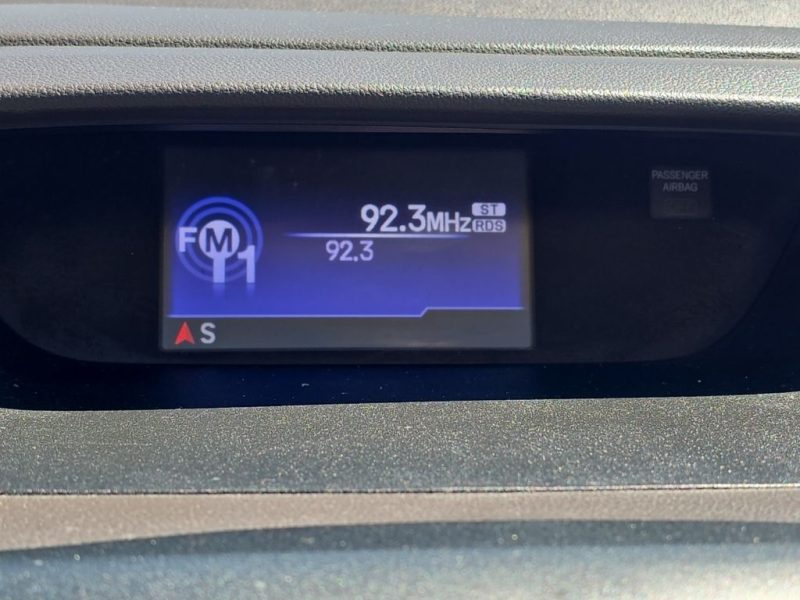 PASSENGER
AIRBAG
FM1
92.3MHz
ST
RDS
92.3
S